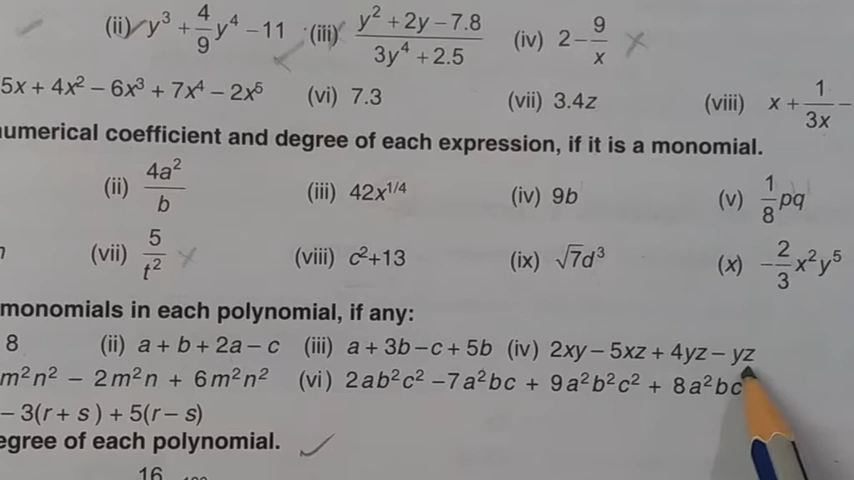 (ii) y³ + 4/9 y⁴ − 11 (iii) y² + 2y − 7.8 / 3y⁴ + 2.5 (iv) 2 − 9/x
5x + 4x² − 6x³ + 7x⁴ − 2x⁵ (vi) 7.3 (vii) 3.4z (viii) x + 1/3x −
numerical coefficient and degree of each expression, if it is a monomial.
(ii) 4a²/b (iii) 42x^1/4 (iv) 9b (v) 1/8 pq
(vii) 5/t² (viii) c²+13 (ix) √7d³ (x) −2/3 x²y⁵
monomials in each polynomial, if any:
8 (ii) a + b + 2a − c (iii) a + 3b − c + 5b (iv) 2xy − 5xz + 4yz − yz
m²n² − 2m²n + 6m²n² (vi) 2ab²c² − 7a²bc + 9a²b²c² + 8a²bc
− 3(r + s) + 5(r − s)
egree of each polynomial.
16